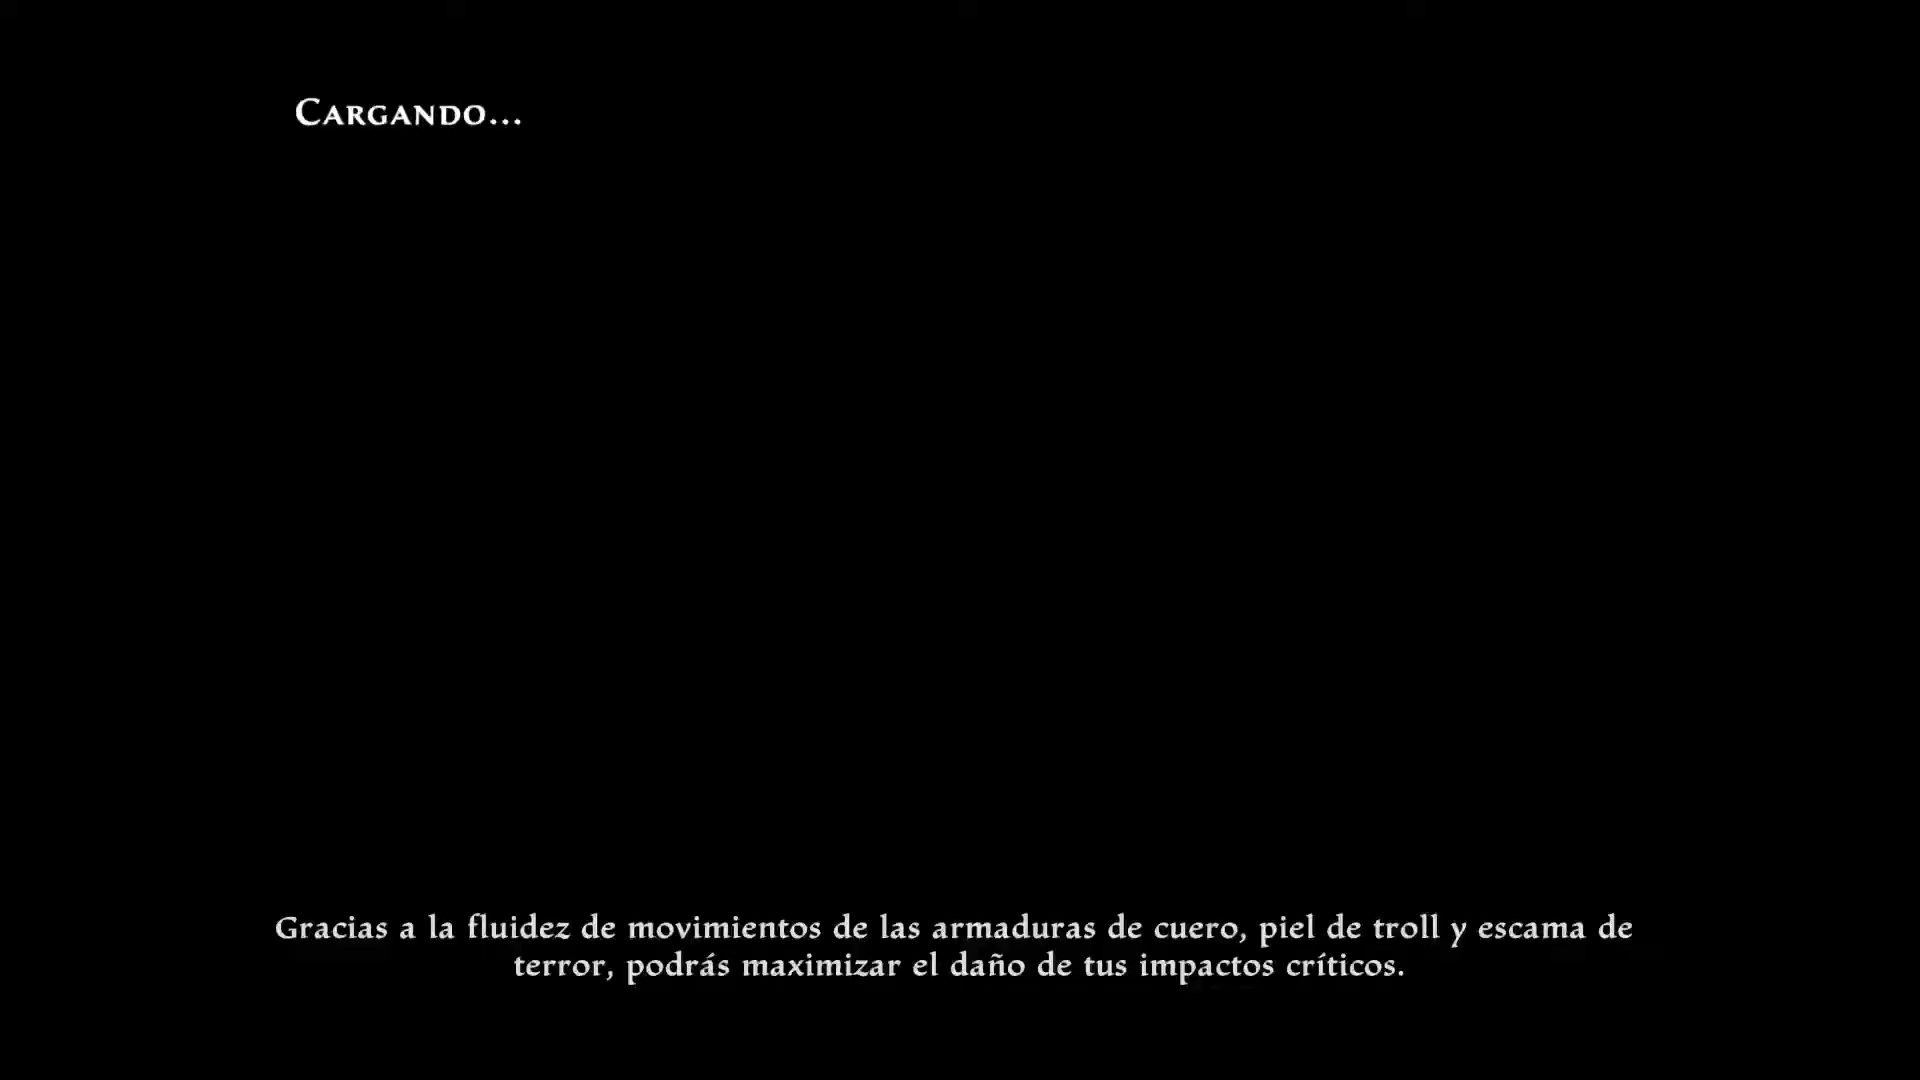 Cargando...
Gracias a la fluidez de movimientos de las armaduras de cuero, piel de troll y escama de
terror, podrás maximizar el daño de tus impactos críticos.